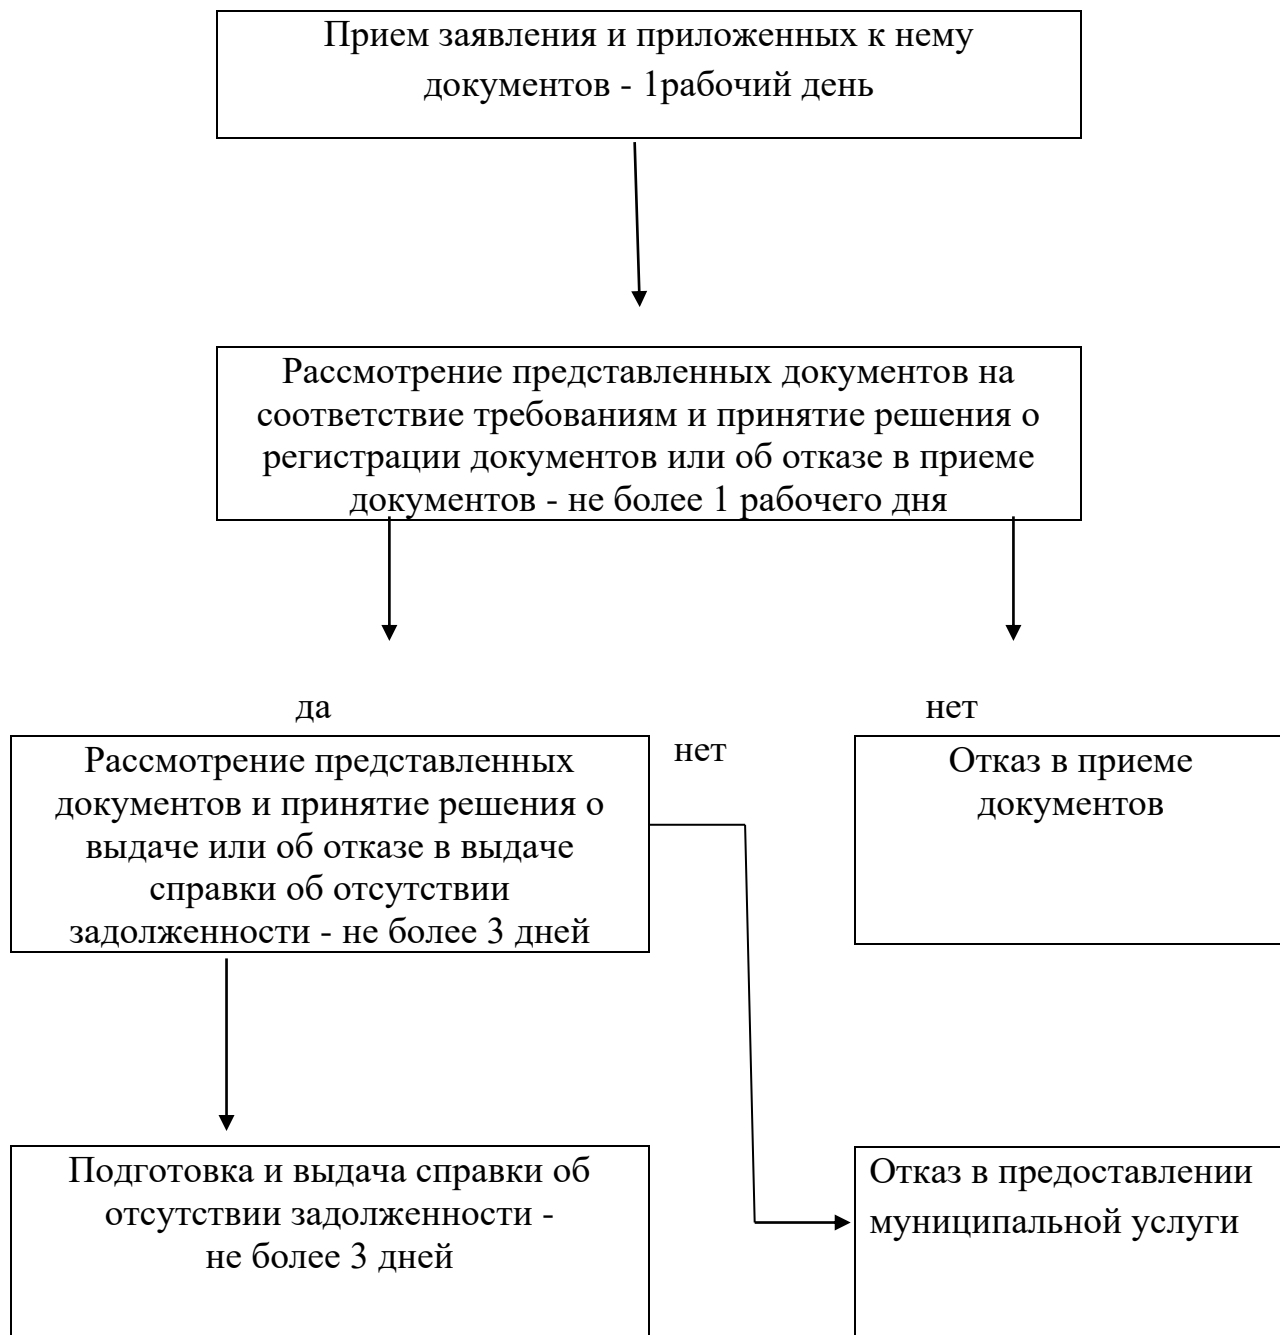 Прием заявления и приложенных к нему
документов - 1рабочий день
Рассмотрение представленных документов на
соответствие требованиям и принятие решения о
регистрации документов или об отказе в приеме
документов - не более 1 рабочего дня
да
нет
Рассмотрение представленных
документов и принятие решения о
выдаче или об отказе в выдаче
справки об отсутствии
задолженности - не более 3 дней
нет
Отказ в приеме
документов
Подготовка и выдача справки об
отсутствии задолженности -
не более 3 дней
Отказ в предоставлении
муниципальной услуги